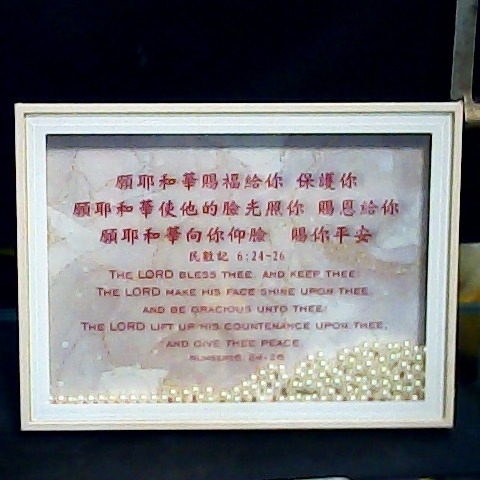 願耶和華賜福給你 保護你
願耶和華使他的臉光照你 賜恩給你
願耶和華向你仰臉 賜你平安
民數記 6:24-26
THE LORD BLESS THEE, AND KEEP THEE:
THE LORD MAKE HIS FACE SHINE UPON THEE,
AND BE GRACIOUS UNTO THEE:
THE LORD LIFT UP HIS COUNTENANCE UPON THEE,
AND GIVE THEE PEACE.
NUMBERS 24-26